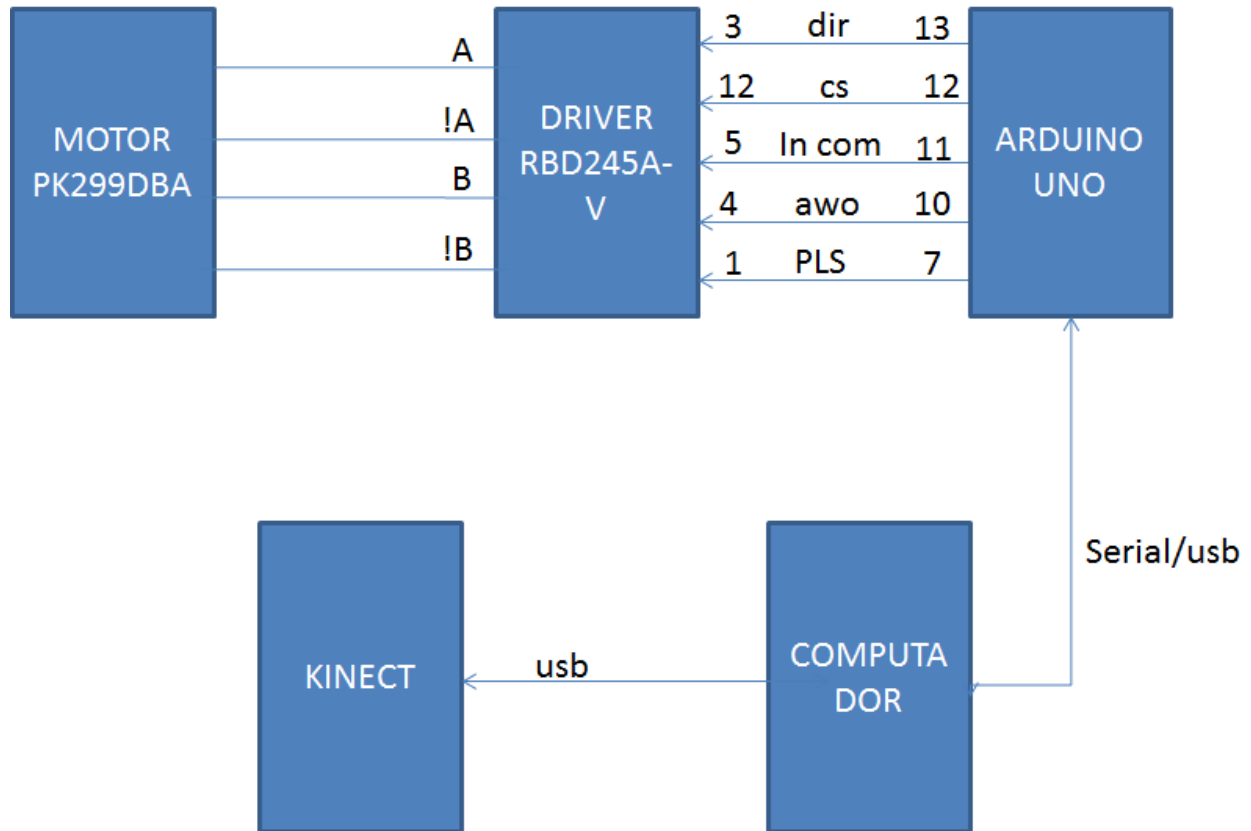 A
!A
B
!B
MOTOR
PK299DBA
DRIVER
RBD245A-
V
3 dir 13
12 cs 12
5 In com 11
4 awo 10
1 PLS 7
ARDUINO
UNO
Serial/usb
KINECT
usb
COMPUTA
DOR